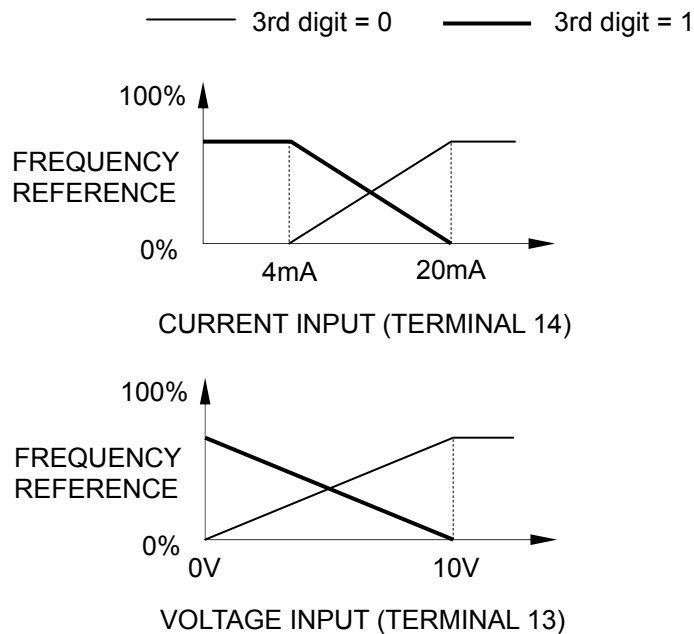 3rd digit = 0 3rd digit = 1
100%
FREQUENCY
REFERENCE
0%
4mA 20mA
CURRENT INPUT (TERMINAL 14)
100%
FREQUENCY
REFERENCE
0%
0V 10V
VOLTAGE INPUT (TERMINAL 13)